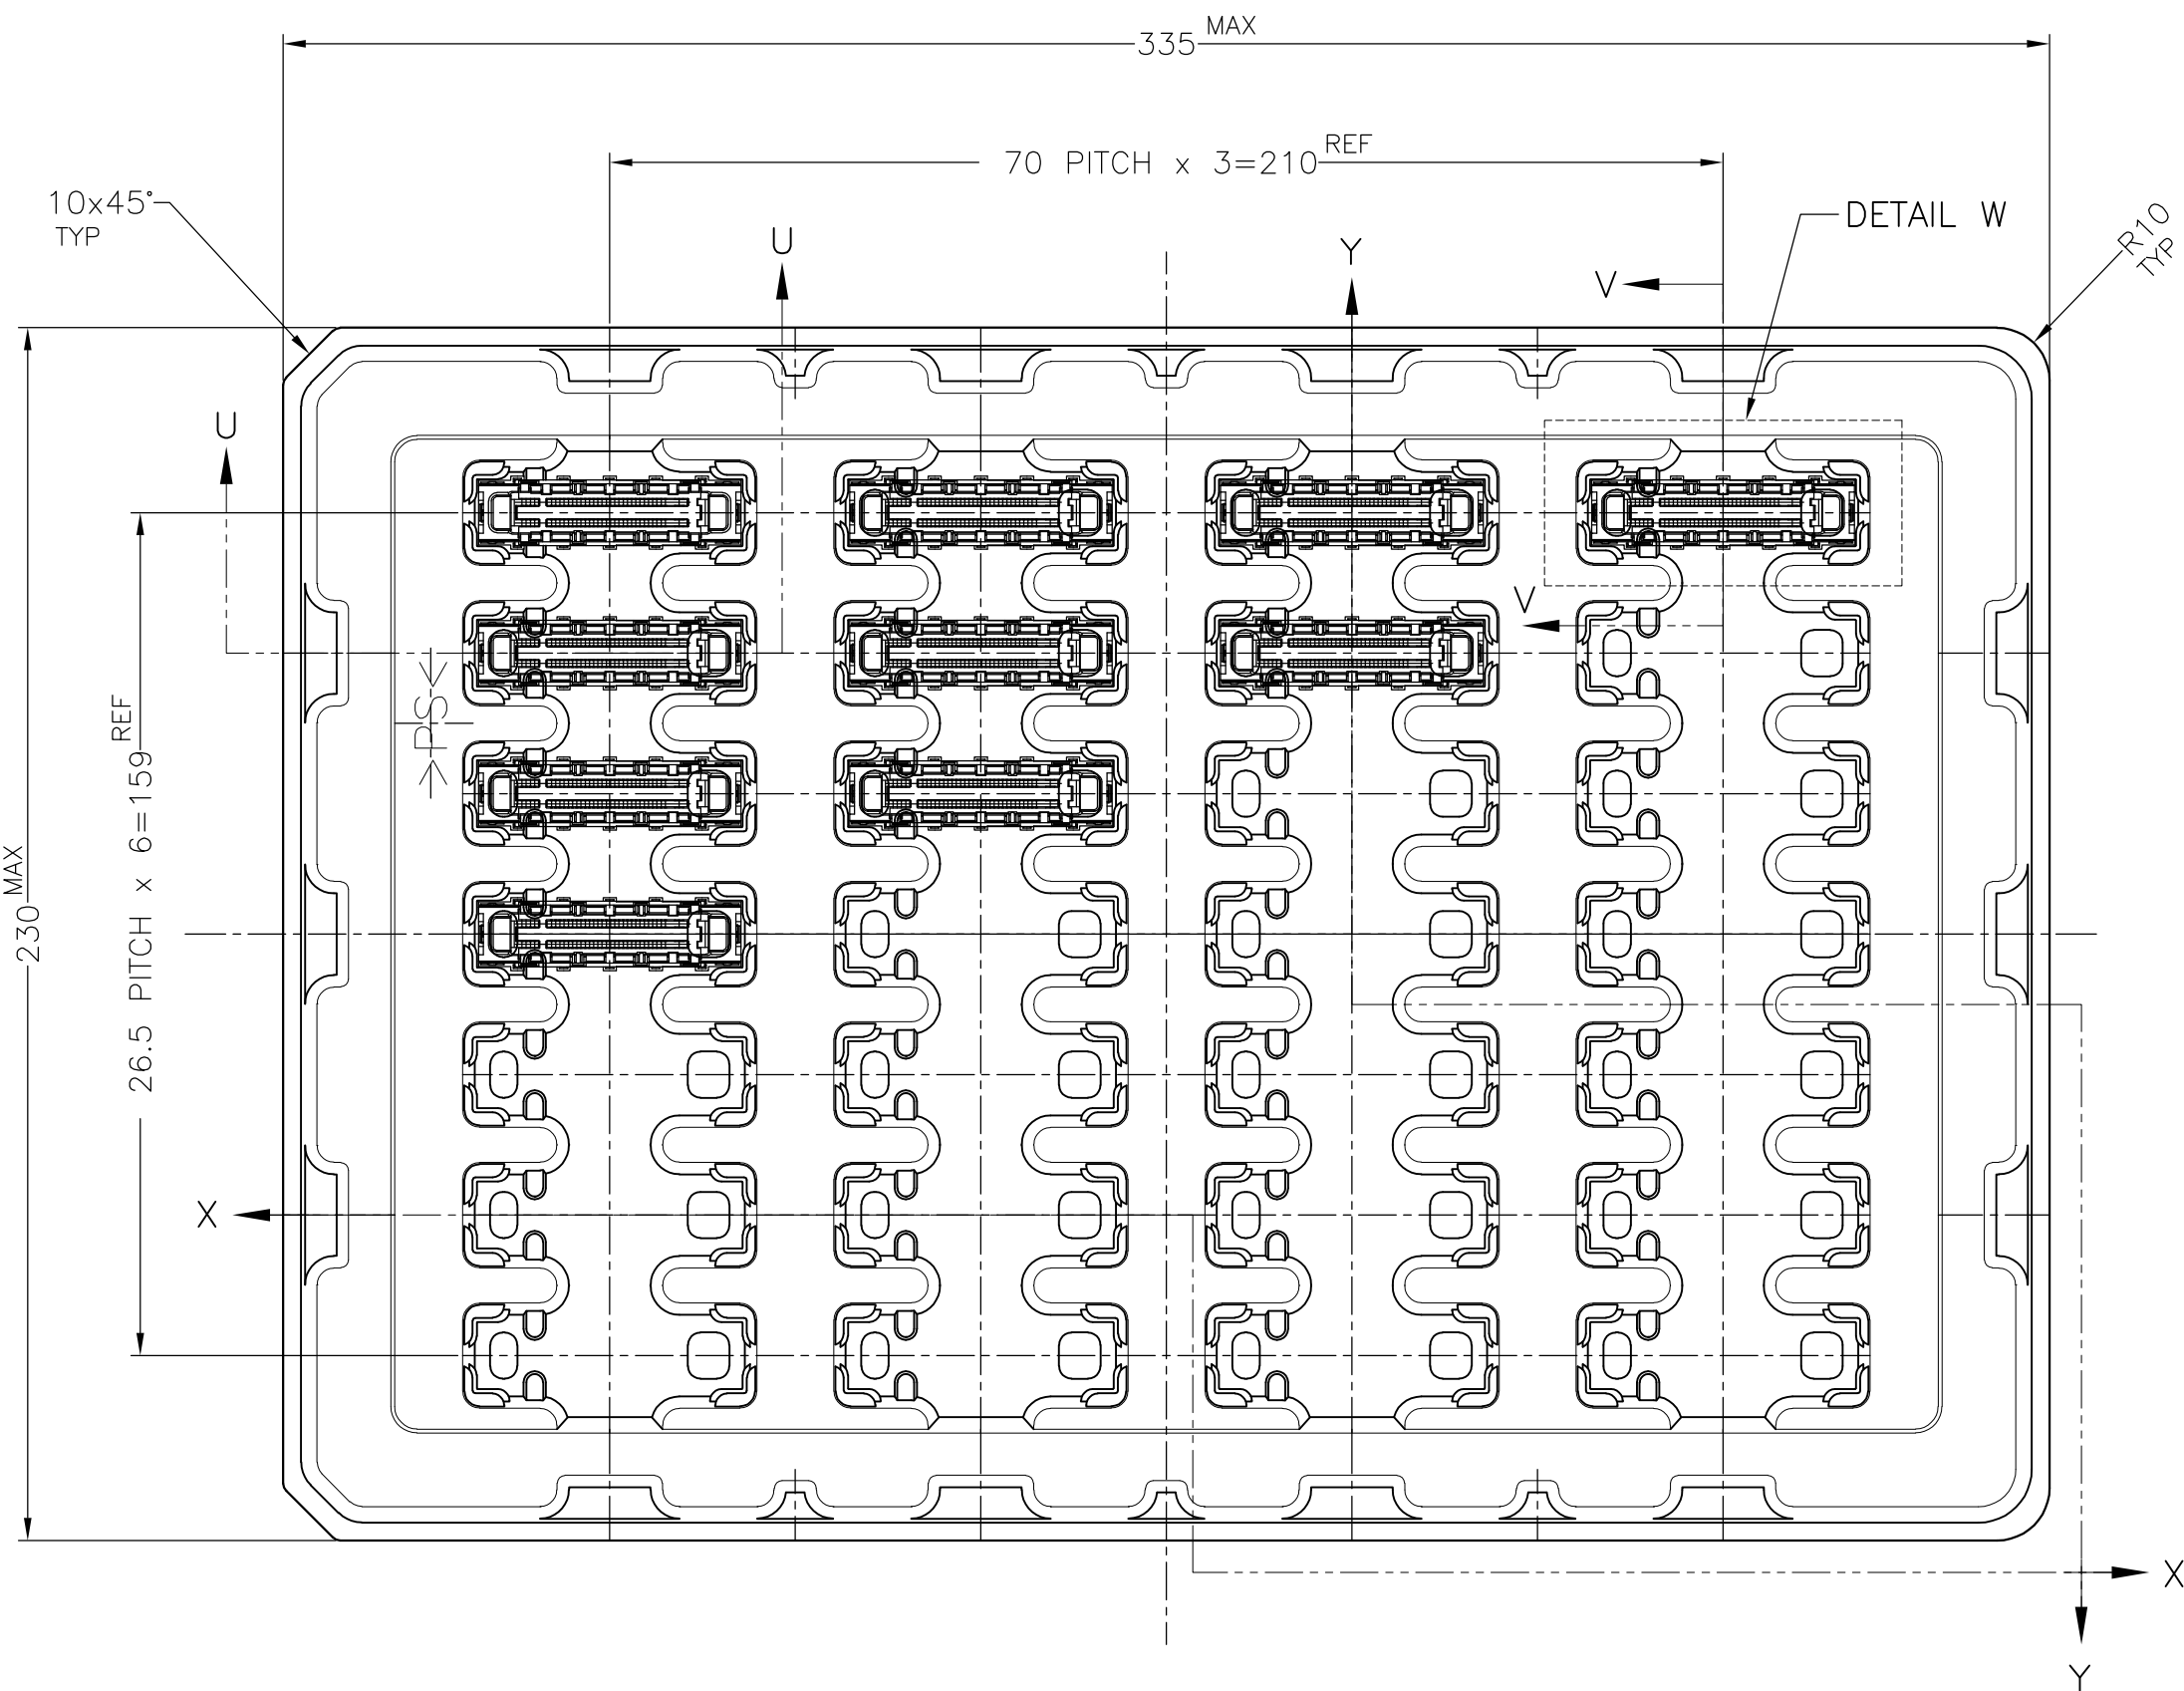 335 MAX
70 PITCH x 3=210 REF
10x45°
TYP
U
Y
DETAIL W
R10
TYP
V
U
V
PS
26.5 PITCH x 6=159 REF
230 MAX
X
X
Y